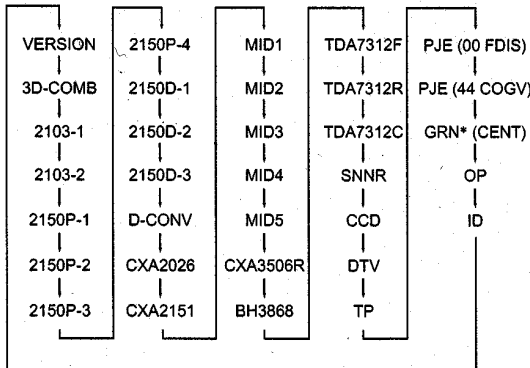 VERSION
3D-COMB
2103-1
2103-2
2150P-1
2150P-2
2150P-3
2150P-4
2150D-1
2150D-2
2150D-3
D-CONV
CXA2026
CXA2151
MID1
MID2
MID3
MID4
MID5
CXA3506R
BH3868
TDA7312F
TDA7312R
TDA7312C
SNNR
CCD
DTV
TP
PJE (00 FDIS)
PJE (44 COGV)
GRN* (CENT)
OP
ID